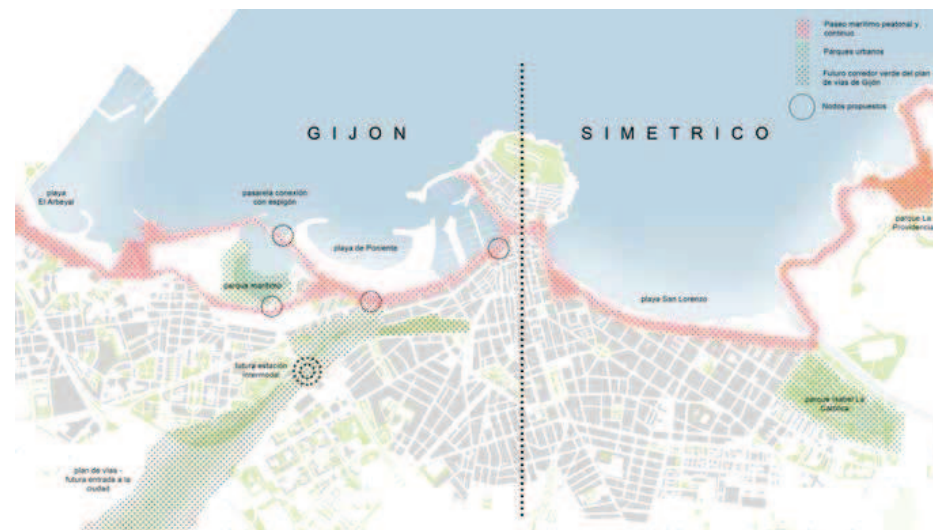 Paseo marítimo peatonal y
continuo
Parques urbanos
Futuro corredor verde del plan
de vías de Gijón
Nodos propuestos
GIJON
SIMETRICO
playa
El Arbeyal
pasarela conexión
con espigón
playa de Poniente
parque La
Providencia
parque marítimo
playa San Lorenzo
futura estación
intermodal
parque Isabel La
Católica
plan de vías -
futura entrada a la
ciudad